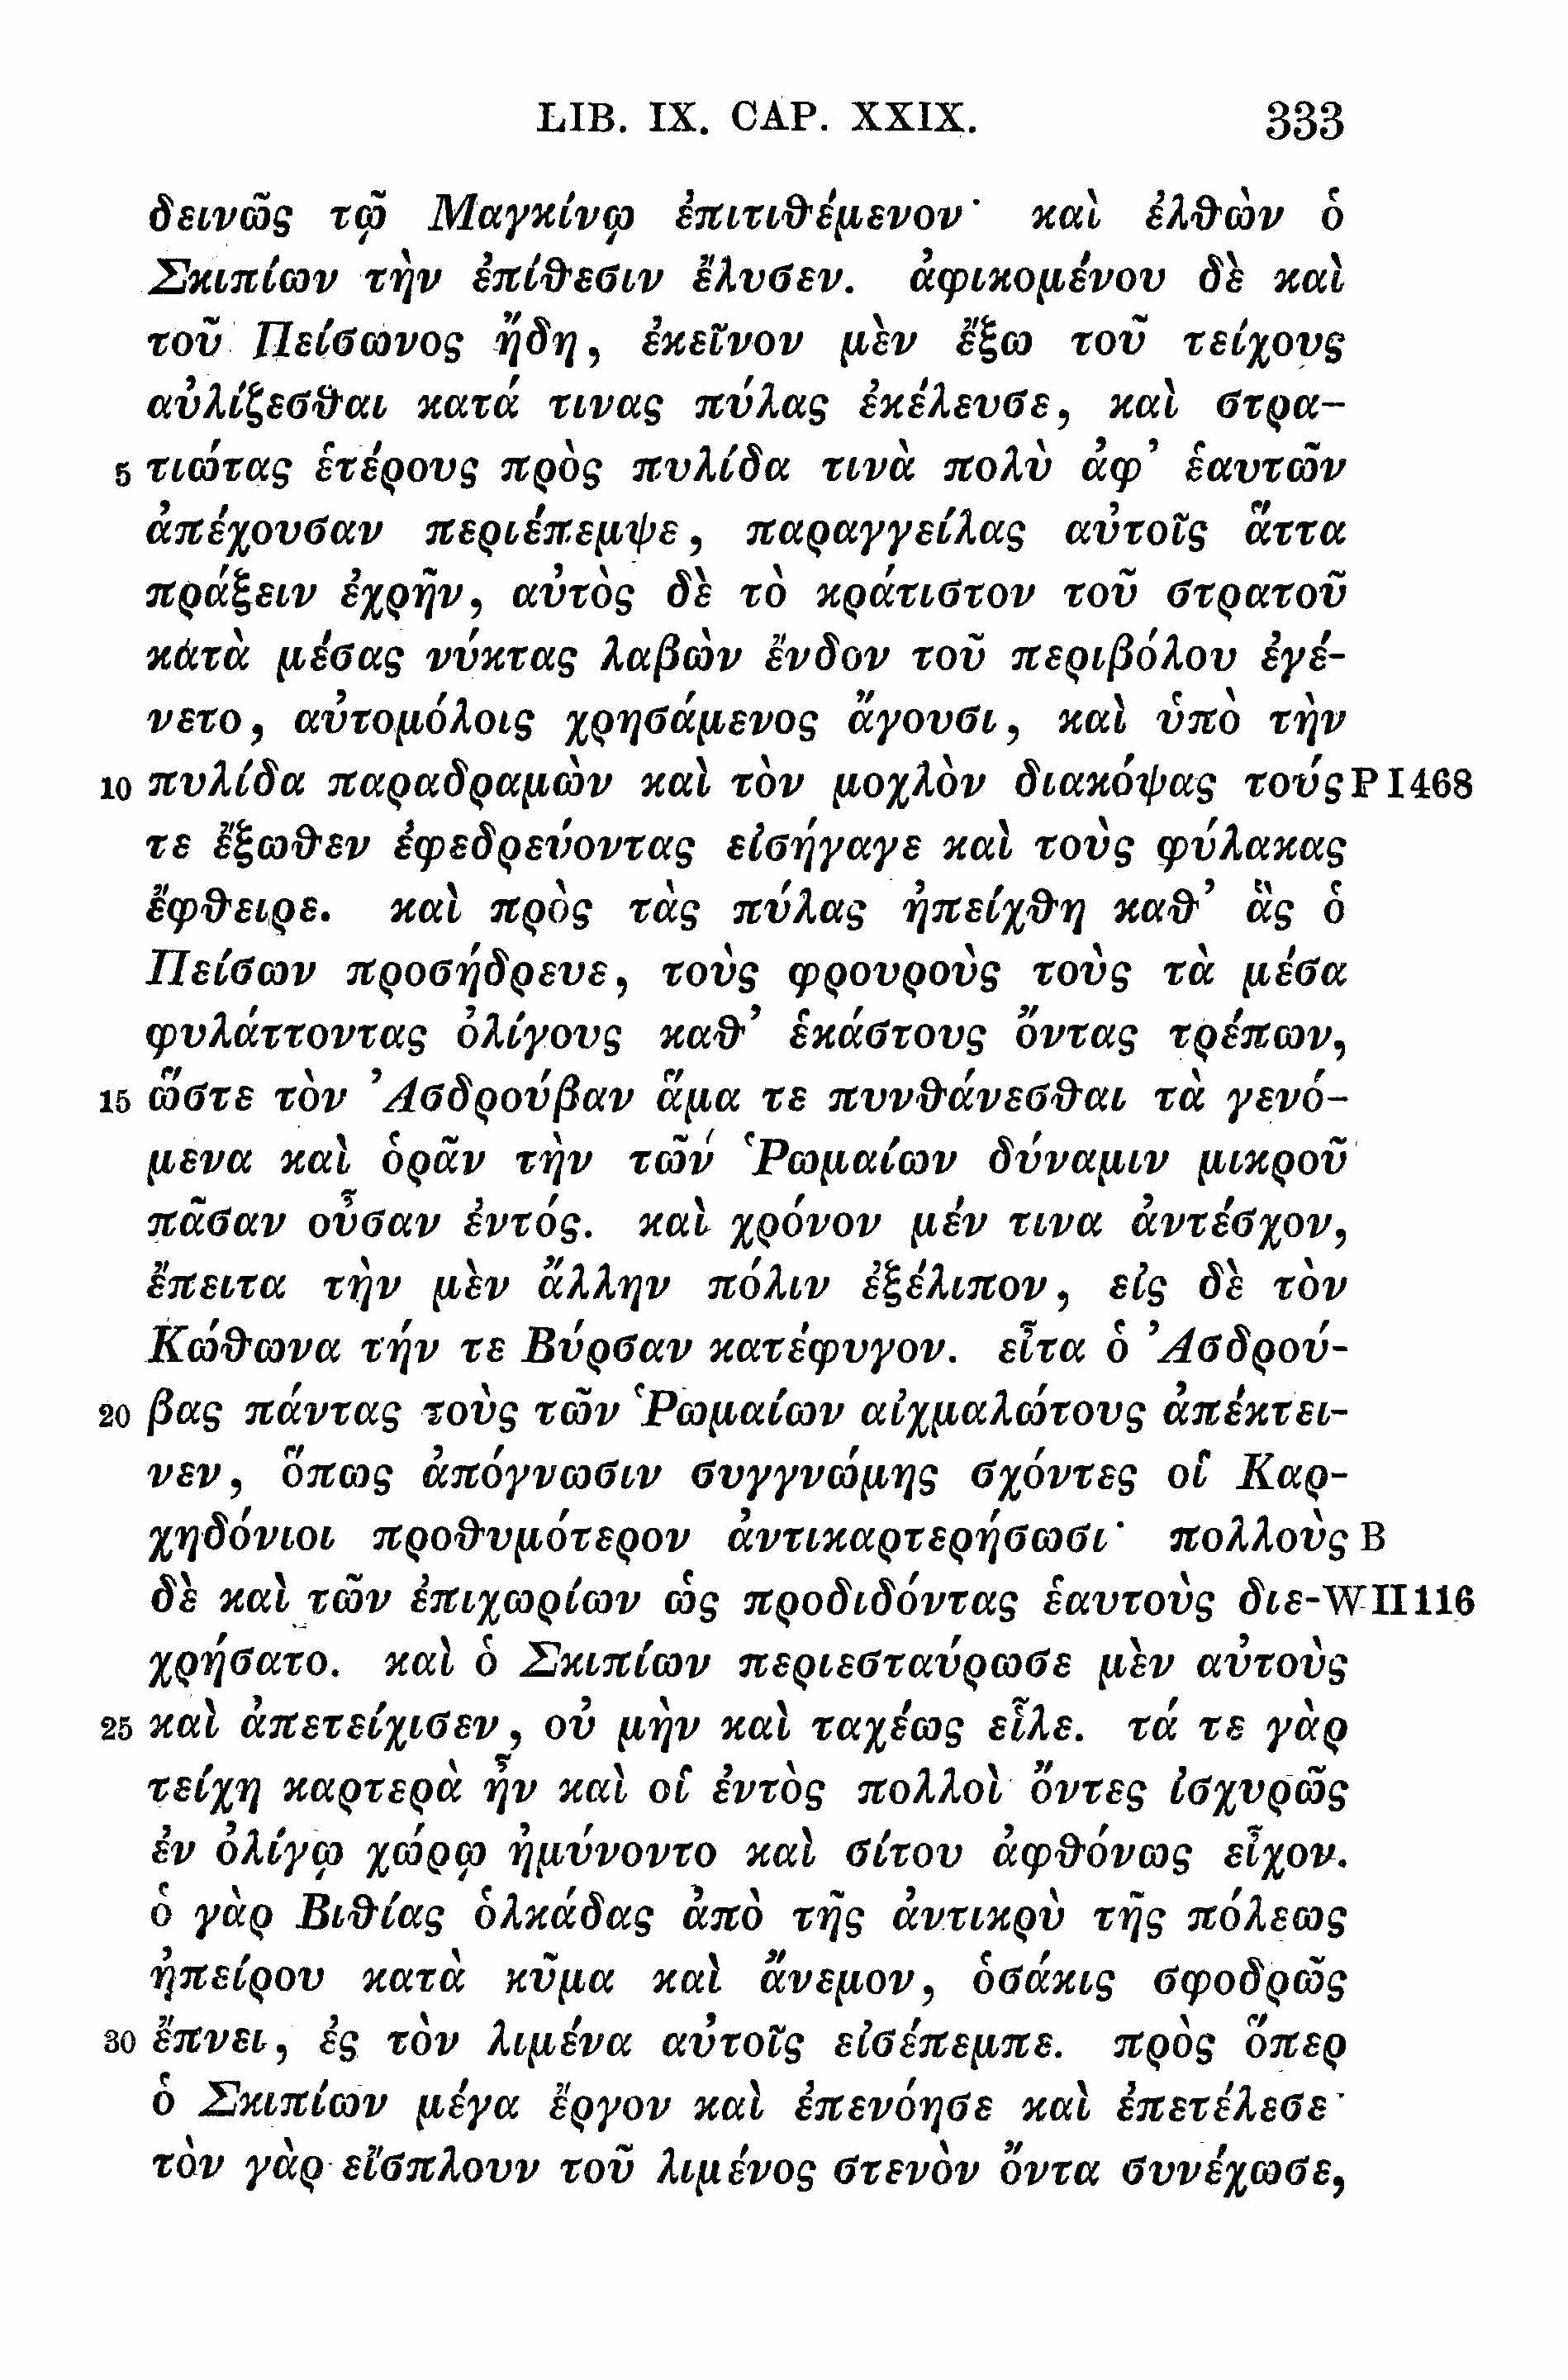 LIB. IX. CAP. XXIX. 333
δεινῶς τῷ Μαγκίνῳ ἐπιτιθέμενον· καὶ ἐλθὼν ὁ
Σκιπίων τὴν ἐπίθεσιν ἔλυσεν. ἀφικομένου δὲ καὶ
τοῦ Πείσωνος ἤδη, ἐκεῖνον μὲν ἔξω τοῦ τείχους
αὐλίζεσθαι κατά τινας πύλας ἐκέλευσε, καὶ στρα-
5 τιώτας ἑτέρους πρὸς πυλίδα τινὰ πολὺ ἀφ’ ἑαυτῶν
ἀπέχουσαν περιέπεμψε, παραγγείλας αὐτοῖς ἅττα
πράξειν ἐχρῆν, αὐτὸς δὲ τὸ κράτιστον τοῦ στρατοῦ
κατὰ μέσας νύκτας λαβὼν ἔνδον τοῦ περιβόλου ἐγέ-
νετο, αὐτομόλοις χρησάμενος ἄγουσι, καὶ ὑπὸ τὴν
10 πυλίδα παραδραμὼν καὶ τὸν μοχλὸν διακόψας τούς P I 468
τε ἔξωθεν ἐφεδρεύοντας εἰσήγαγε καὶ τοὺς φύλακας
ἔφθειρε. καὶ πρὸς τὰς πύλας ἠπείχθη καθ’ ἃς ὁ
Πείσων προσήδρευε, τοὺς φρουροὺς τοὺς τὰ μέσα
φυλάττοντας ὀλίγους καθ’ ἑκάστους ὄντας τρέπων,
15 ὥστε τὸν Ἀσδρούβαν ἅμα τε πυνθάνεσθαι τὰ γενό-
μενα καὶ ὁρᾶν τὴν τῶν Ῥωμαίων δύναμιν μικροῦ
πᾶσαν οὖσαν ἐντός. καὶ χρόνον μέν τινα ἀντέσχον,
ἔπειτα τὴν μὲν ἄλλην πόλιν ἐξέλιπον, εἰς δὲ τὸν
Κώθωνα τήν τε Βύρσαν κατέφυγον. εἶτα ὁ Ἀσδρού-
20 βας πάντας τοὺς τῶν Ῥωμαίων αἰχμαλώτους ἀπέκτει-
νεν, ὅπως ἀπόγνωσιν συγγνώμης σχόντες οἱ Καρ-
χηδόνιοι προθυμότερον ἀντικαρτερήσωσι· πολλοὺς B
δὲ καὶ τῶν ἐπιχωρίων ὡς προδιδόντας ἑαυτοὺς διε- W II 116
χρήσατο. καὶ ὁ Σκιπίων περιεσταύρωσε μὲν αὐτοὺς
25 καὶ ἀπετείχισεν, οὐ μὴν καὶ ταχέως εἷλε. τά τε γὰρ
τείχη καρτερὰ ἦν καὶ οἱ ἐντὸς πολλοὶ ὄντες ἰσχυρῶς
ἐν ὀλίγῳ χώρῳ ἠμύνοντο καὶ σίτου ἀφθόνως εἶχον.
ὁ γὰρ Βιθίας ὁλκάδας ἀπὸ τῆς ἀντικρὺ τῆς πόλεως
ἠπείρου κατὰ κῦμα καὶ ἄνεμον, ὁσάκις σφοδρῶς
30 ἔπνει, ἐς τὸν λιμένα αὐτοῖς εἰσέπεμπε. πρὸς ὅπερ
ὁ Σκιπίων μέγα ἔργον καὶ ἐπενόησε καὶ ἐπετέλεσε·
τὸν γὰρ εἴσπλουν τοῦ λιμένος στενὸν ὄντα συνέχωσε,